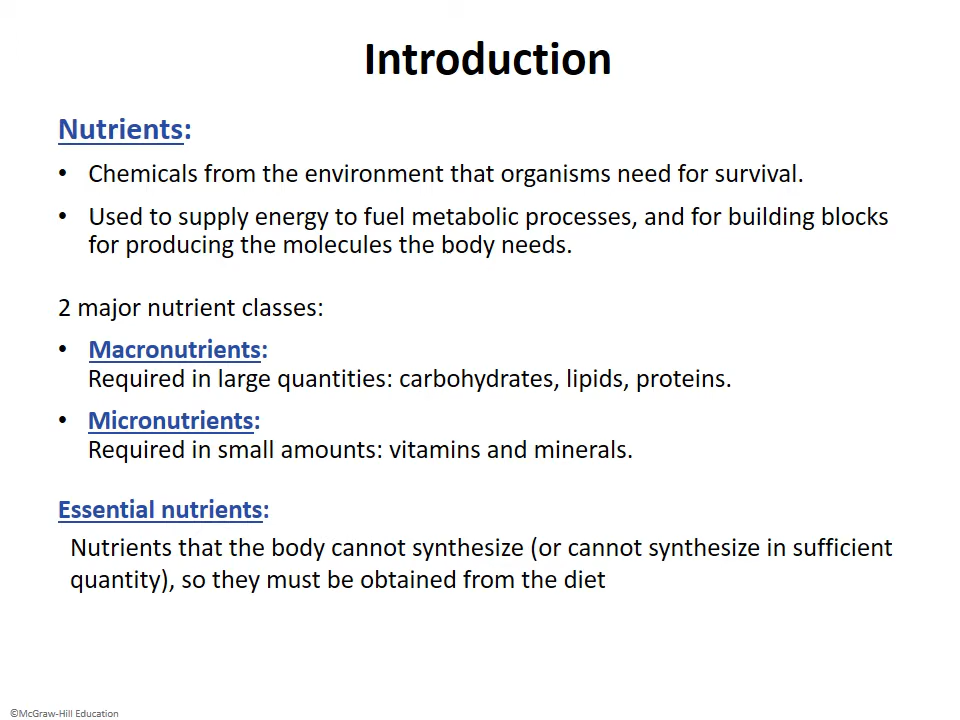 Introduction
Nutrients:
• Chemicals from the environment that organisms need for survival.
• Used to supply energy to fuel metabolic processes, and for building blocks
for producing the molecules the body needs.
2 major nutrient classes:
• Macronutrients:
Required in large quantities: carbohydrates, lipids, proteins.
• Micronutrients:
Required in small amounts: vitamins and minerals.
Essential nutrients:
Nutrients that the body cannot synthesize (or cannot synthesize in sufficient
quantity), so they must be obtained from the diet
©McGraw-Hill Education